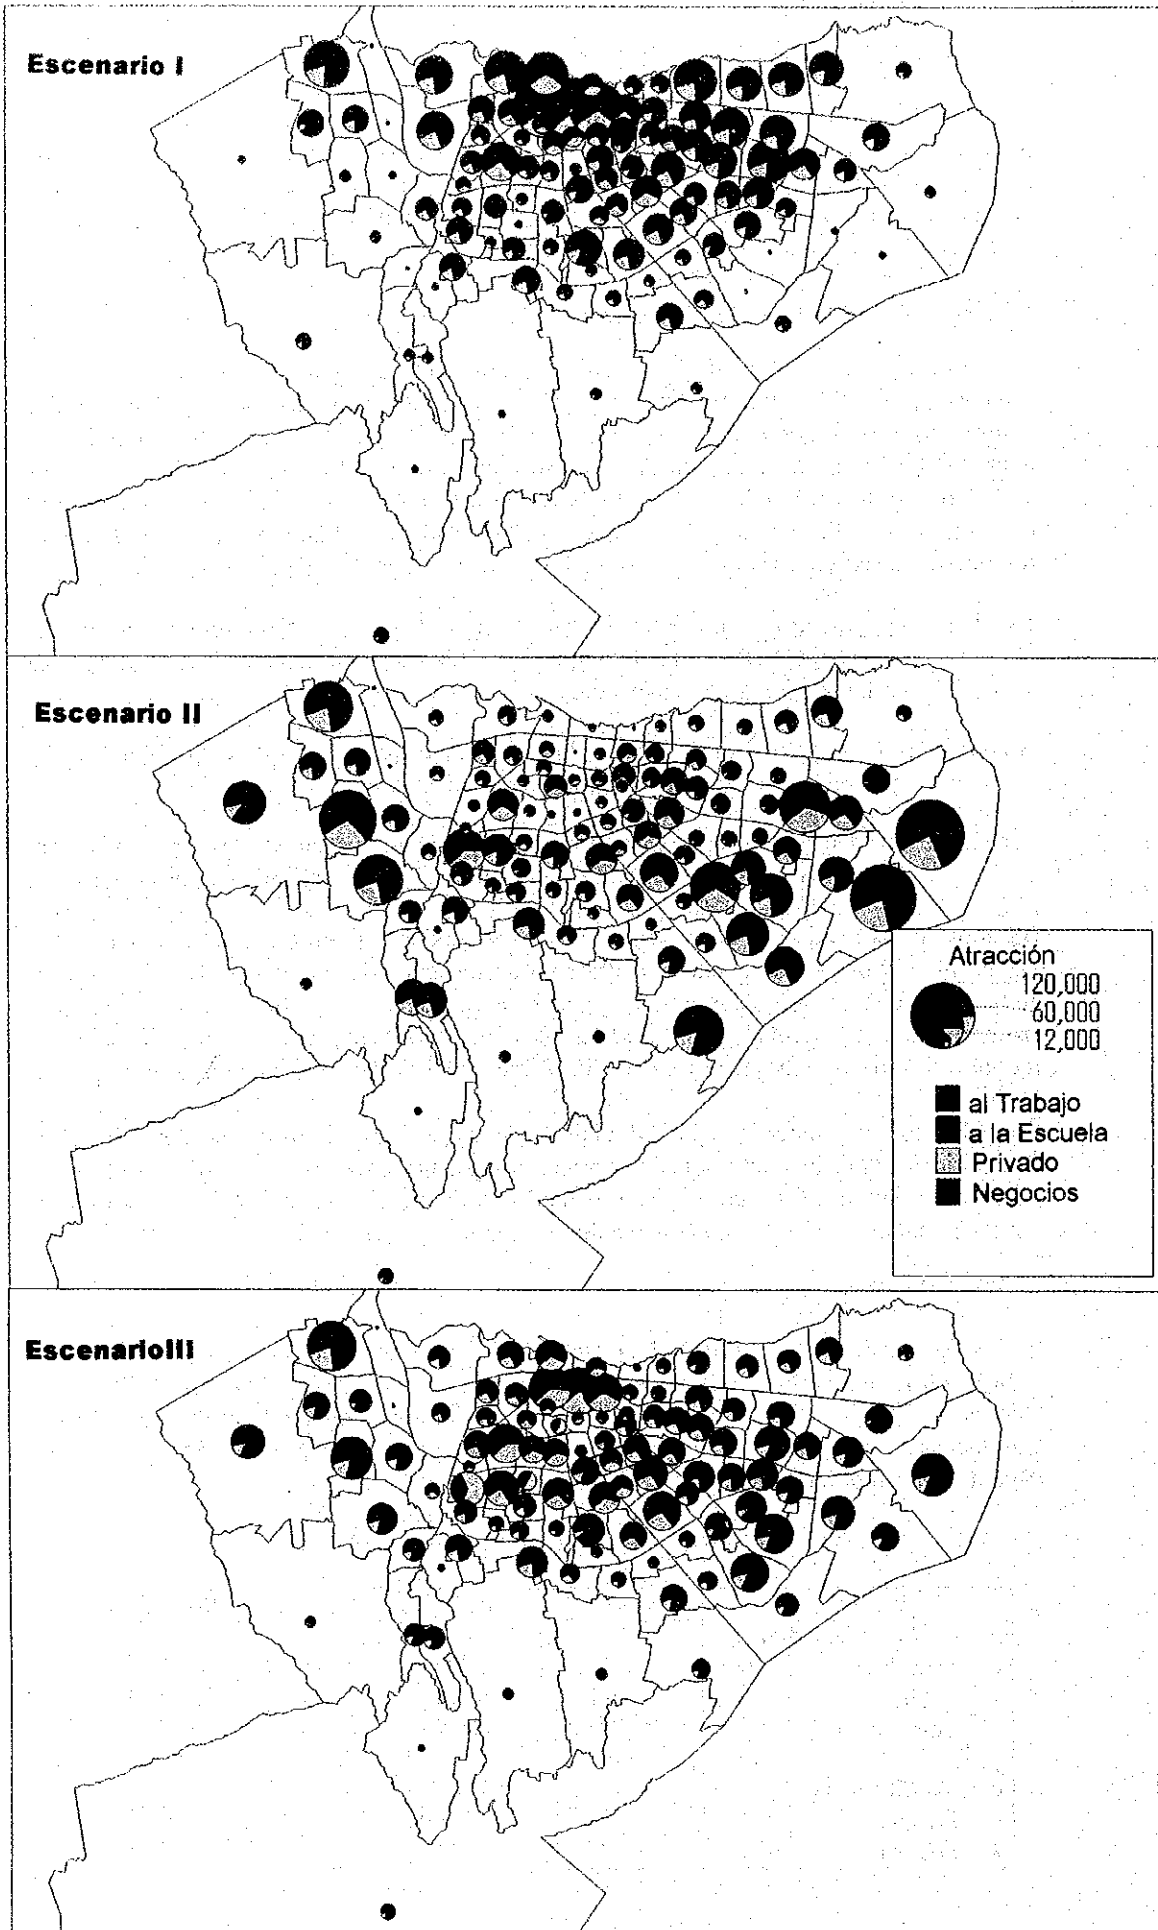 Escenario I
Escenario II
Atracción
120,000
60,000
12,000
al Trabajo
a la Escuela
Privado
Negocios
EscenarioIII